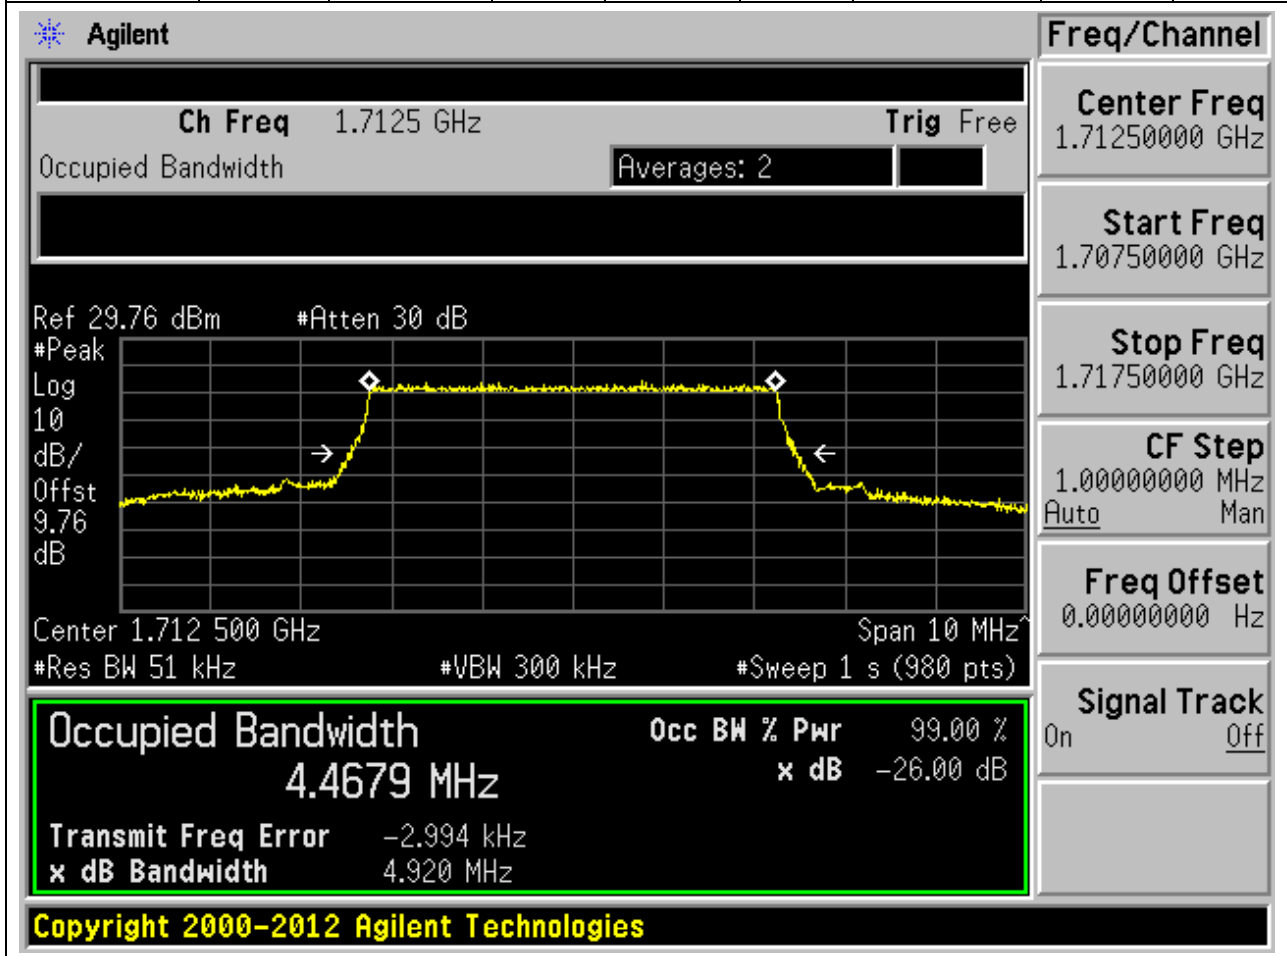 Agilent
Freq/Channel
Ch Freq 1.7125 GHz Trig Free
Occupied Bandwidth Averages: 2
Center Freq
1.71250000 GHz
Start Freq
1.70750000 GHz
Stop Freq
1.71750000 GHz
CF Step
1.00000000 MHz
Auto Man
Freq Offset
0.00000000 Hz
Signal Track
On Off
Ref 29.76 dBm #Atten 30 dB
#Peak
Log
10
dB/
Offst
9.76
dB
Center 1.712 500 GHz Span 10 MHz^
#Res BW 51 kHz #VBW 300 kHz #Sweep 1 s (980 pts)
Occupied Bandwidth Occ BW % Pwr 99.00 %
4.4679 MHz x dB -26.00 dB
Transmit Freq Error -2.994 kHz
x dB Bandwidth 4.920 MHz
Copyright 2000-2012 Agilent Technologies